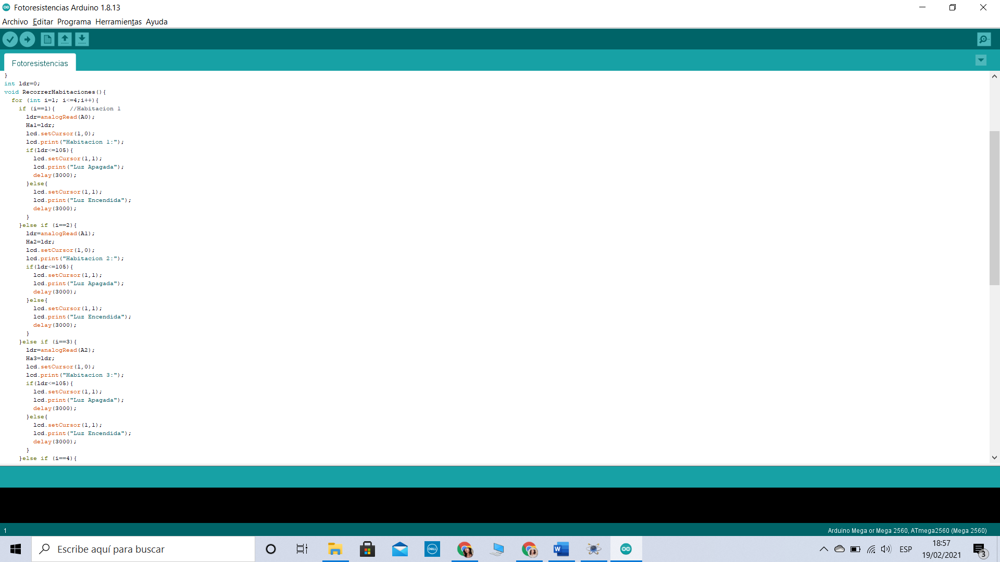 Fotoresistencias Arduino 1.8.13
Archivo Editar Programa Herramientas Ayuda
Fotoresistencias
}
int ldr=0;
void RecorrerHabitaciones(){
for (int i=1; i<=4;i++){
if (i==1){ //Habitacion 1
ldr=analogRead(A0);
Ha1=ldr;
lcd.setCursor(1,0);
lcd.print("Habitacion 1:");
if(ldr<=105){
lcd.setCursor(1,1);
lcd.print("Luz Apagada");
delay(3000);
}else{
lcd.setCursor(1,1);
lcd.print("Luz Encendida");
delay(3000);
}
}else if (i==2){
ldr=analogRead(A1);
Ha2=ldr;
lcd.setCursor(1,0);
lcd.print("Habitacion 2:");
if(ldr<=105){
lcd.setCursor(1,1);
lcd.print("Luz Apagada");
delay(3000);
}else{
lcd.setCursor(1,1);
lcd.print("Luz Encendida");
delay(3000);
}
}else if (i==3){
ldr=analogRead(A2);
Ha3=ldr;
lcd.setCursor(1,0);
lcd.print("Habitacion 3:");
if(ldr<=105){
lcd.setCursor(1,1);
lcd.print("Luz Apagada");
delay(3000);
}else{
lcd.setCursor(1,1);
lcd.print("Luz Encendida");
delay(3000);
}
}else if (i==4){
1
Arduino Mega or Mega 2560, ATmega2560 (Mega 2560)
Escribe aquí para buscar
DELL
W
ESP
18:57
19/02/2021
3